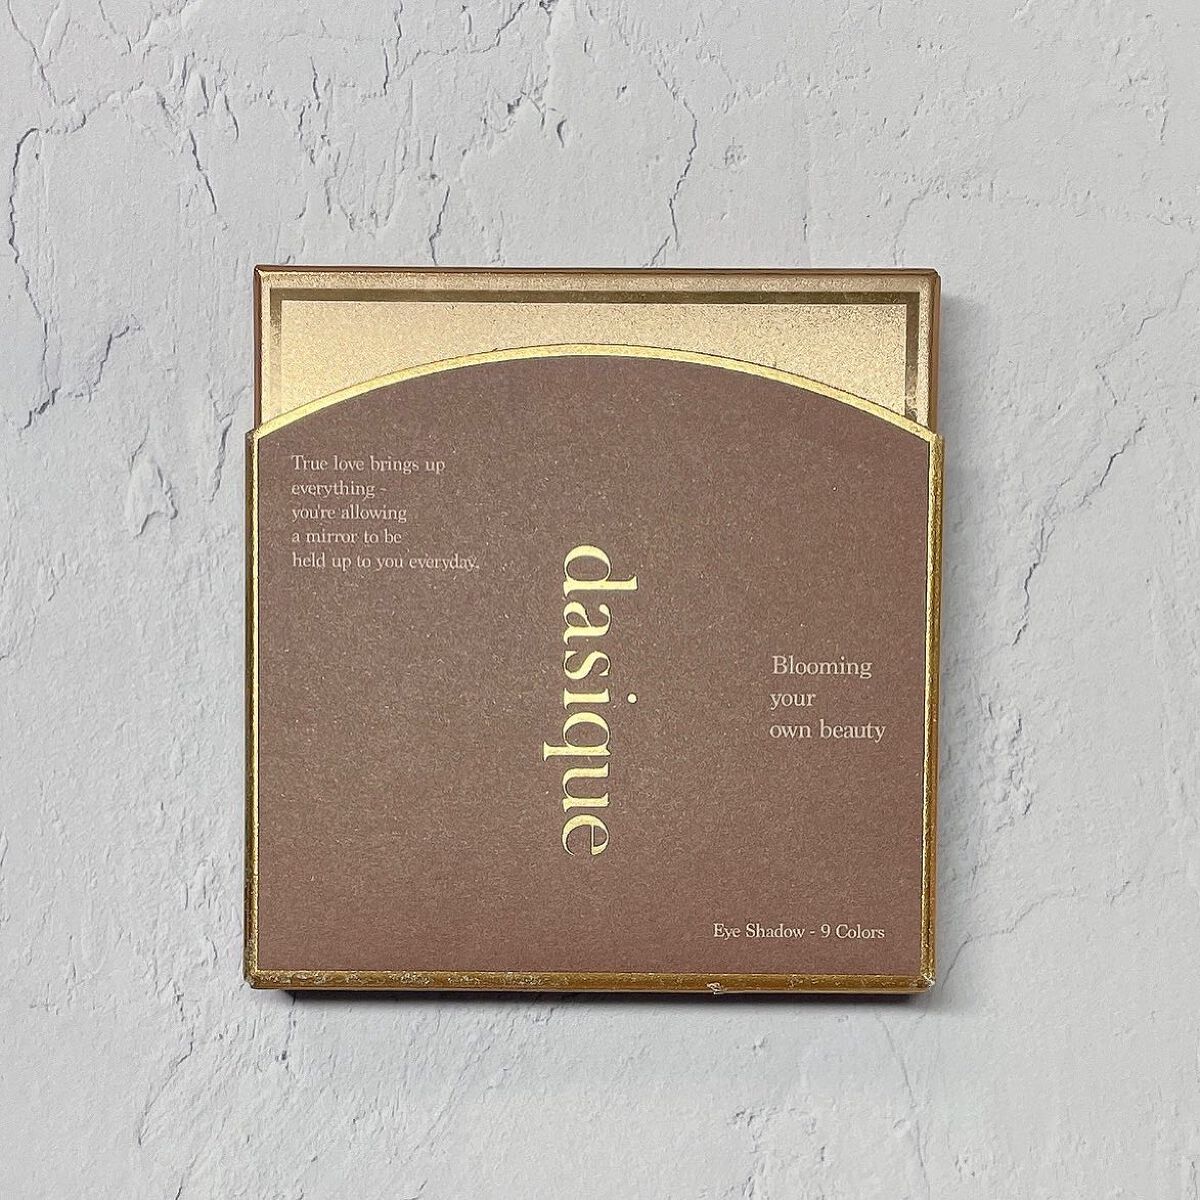 True love brings up
everything -
you're allowing
a mirror to be
held up to you everyday.
dasique
Blooming
your
own beauty
Eye Shadow - 9 Colors